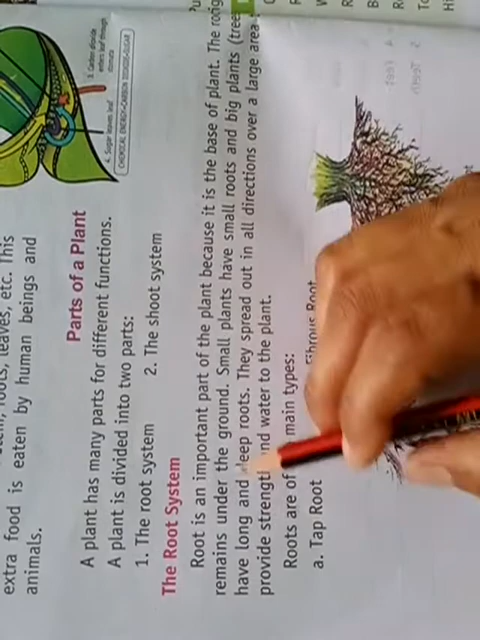 4. Sugar leaves leaf
3. Carbon dioxide
enters leaf through
stomata
CHEMICAL ENERGY+CARBON DIOXIDE=SUGAR
roots, leaves, etc. This
extra food is eaten by human beings and
animals.
Parts of a Plant
A plant has many parts for different functions.
A plant is divided into two parts:
1. The root system 2. The shoot system
The Root System
Root is an important part of the plant because it is the base of plant. The
remains under the ground. Small plants have small roots and big plants (tree
have long and deep roots. They spread out in all directions over a large area
provide strength and water to the plant.
Roots are of main types:
a. Tap Root Fibrous Root